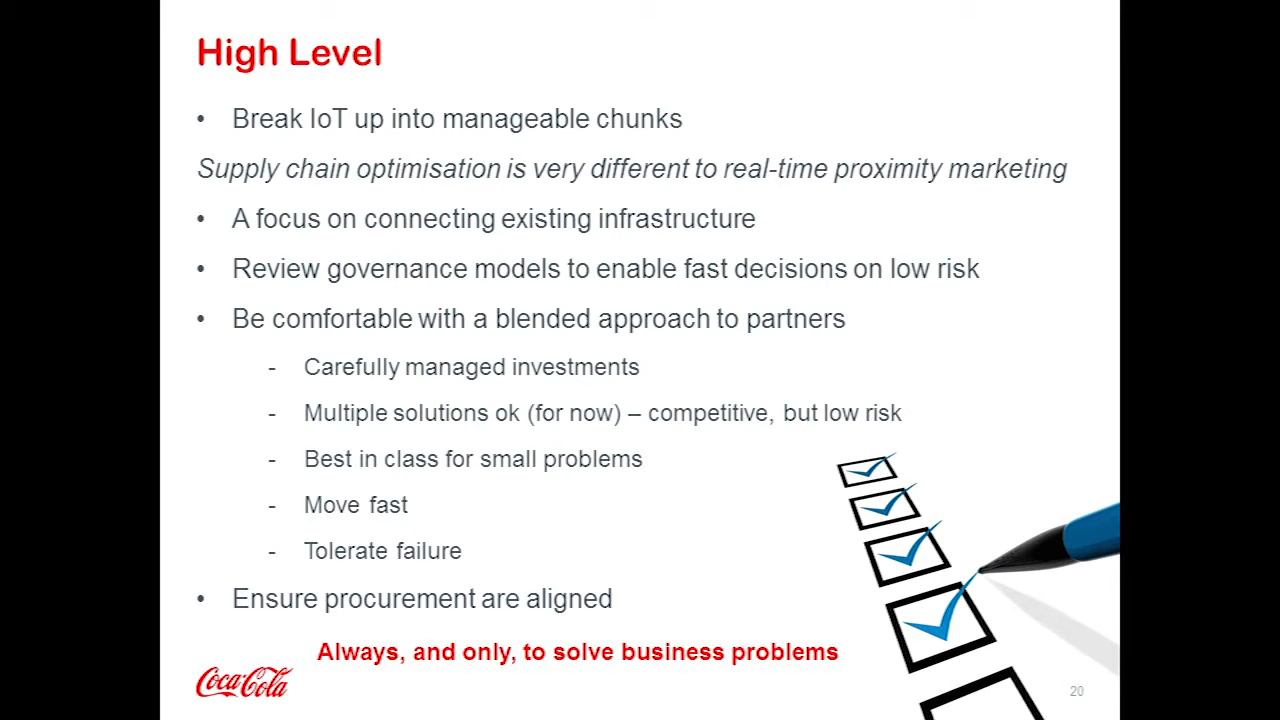 High Level
• Break IoT up into manageable chunks
Supply chain optimisation is very different to real-time proximity marketing
• A focus on connecting existing infrastructure
• Review governance models to enable fast decisions on low risk
• Be comfortable with a blended approach to partners
- Carefully managed investments
- Multiple solutions ok (for now) – competitive, but low risk
- Best in class for small problems
- Move fast
- Tolerate failure
• Ensure procurement are aligned
Always, and only, to solve business problems
Coca-Cola
20